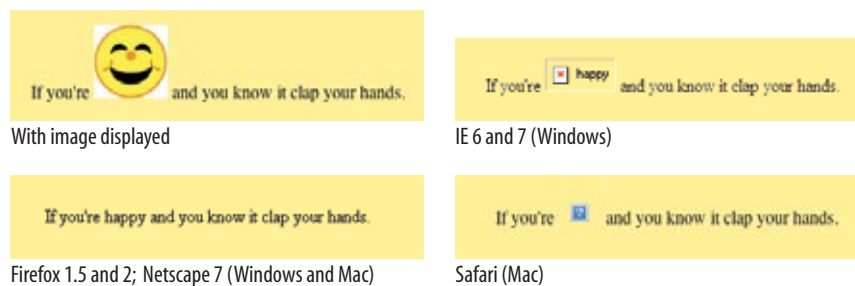 If you're and you know it clap your hands.
With image displayed
If you're happy and you know it clap your hands.
IE 6 and 7 (Windows)
If you're happy and you know it clap your hands.
Firefox 1.5 and 2; Netscape 7 (Windows and Mac)
If you're ? and you know it clap your hands.
Safari (Mac)